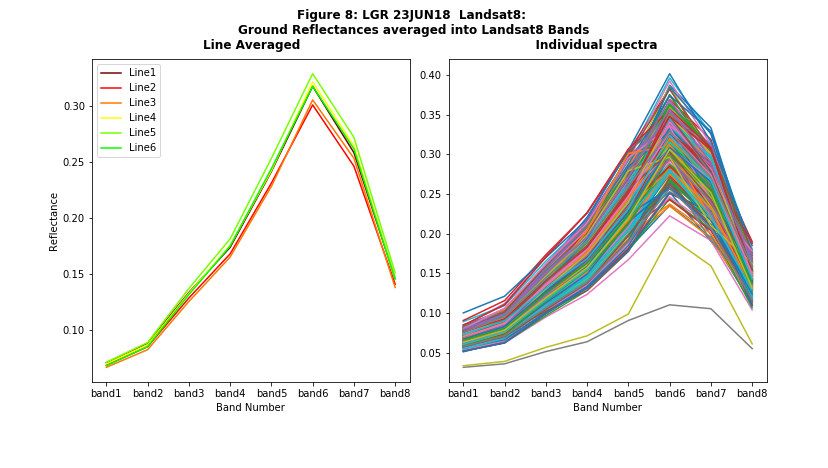 Figure 8: LGR 23JUN18  Landsat8:
Ground Reflectances averaged into Landsat8 Bands
Line Averaged
Individual spectra
Reflecctance
0.30
0.25
0.20
0.15
0.10
Line1
Line2
Line3
Line4
Line5
Line6
band1 band2 band3 band4 band5 band6 band7 band8
Band Number
0.40
0.35
0.30
0.25
0.20
0.15
0.10
0.05
band1 band2 band3 band4 band5 band6 band7 band8
Band Number